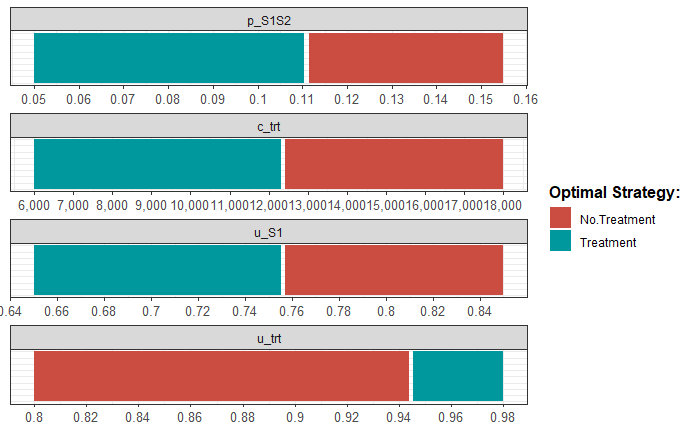 p_S1S2
0.05 0.06 0.07 0.08 0.09 0.1 0.11 0.12 0.13 0.14 0.15 0.16
c_trt
6,000 7,000 8,000 9,000 10,000 11,000 12,000 13,000 14,000 15,000 16,000 17,000 18,000
u_S1
0.64 0.66 0.68 0.7 0.72 0.74 0.76 0.78 0.8 0.82 0.84
u_trt
0.8 0.82 0.84 0.86 0.88 0.9 0.92 0.94 0.96 0.98
Optimal Strategy:
No.Treatment
Treatment